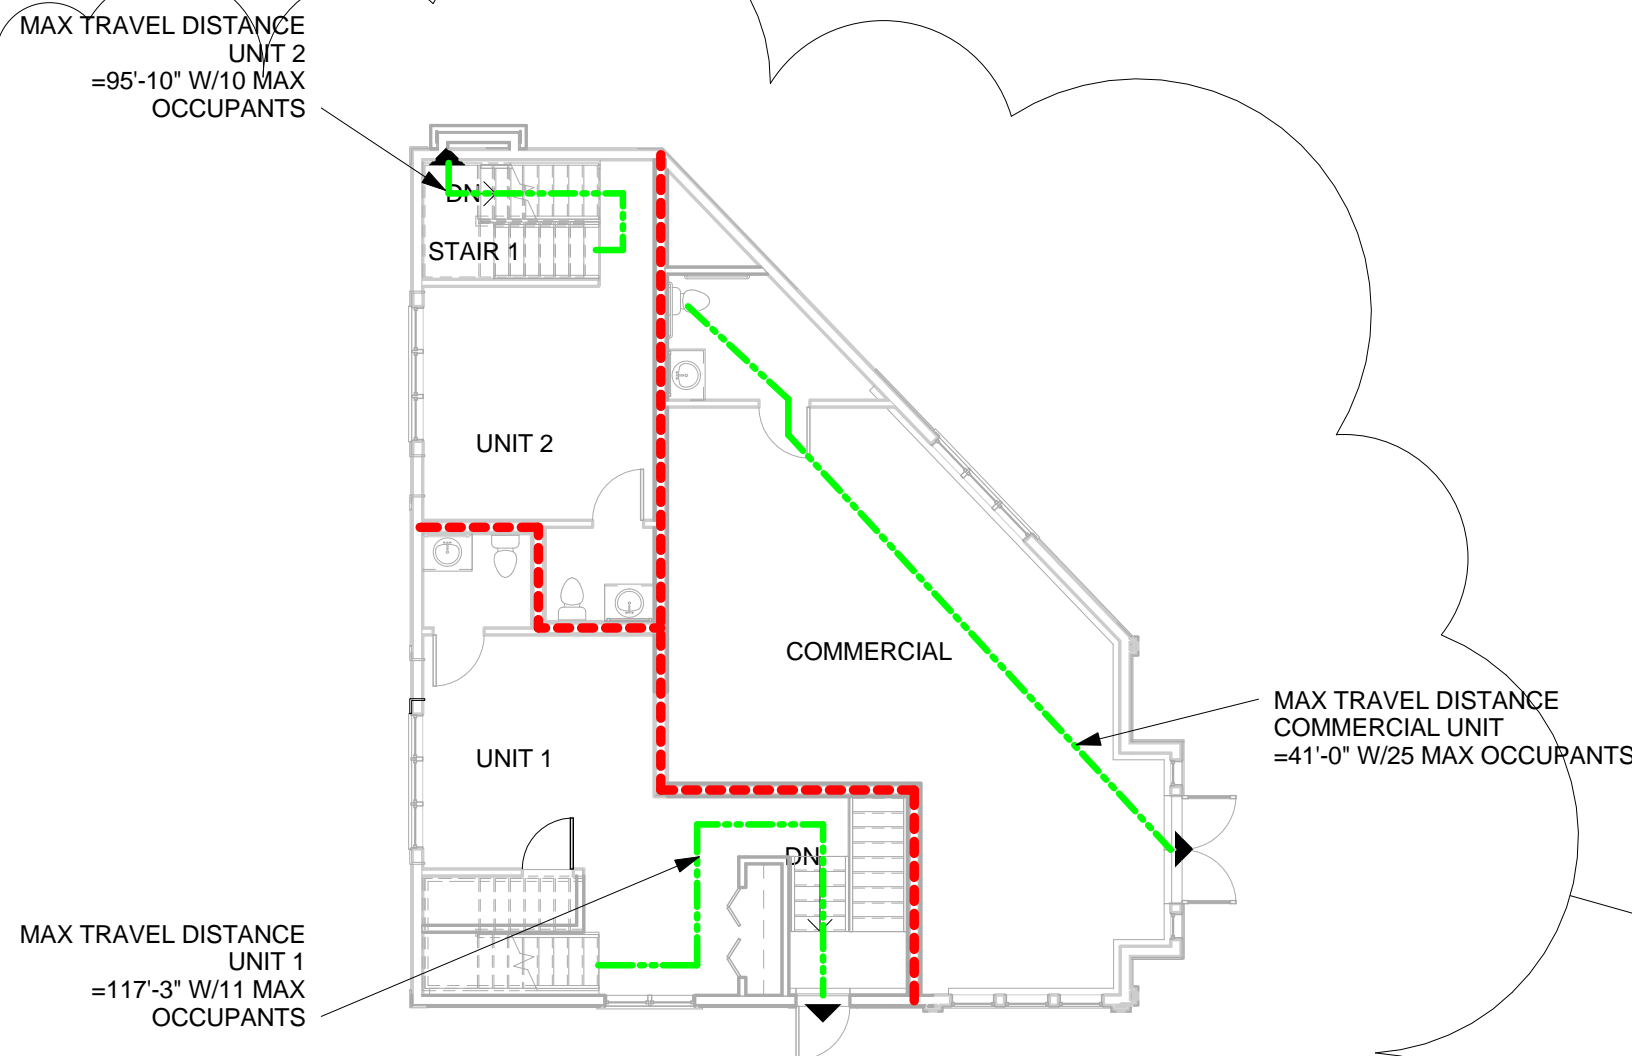 MAX TRAVEL DISTANCE
UNIT 2
=95'-10" W/10 MAX
OCCUPANTS
DN
STAIR 1
UNIT 2
COMMERCIAL
MAX TRAVEL DISTANCE
COMMERCIAL UNIT
=41'-0" W/25 MAX OCCUPANTS
UNIT 1
DN
MAX TRAVEL DISTANCE
UNIT 1
=117'-3" W/11 MAX
OCCUPANTS